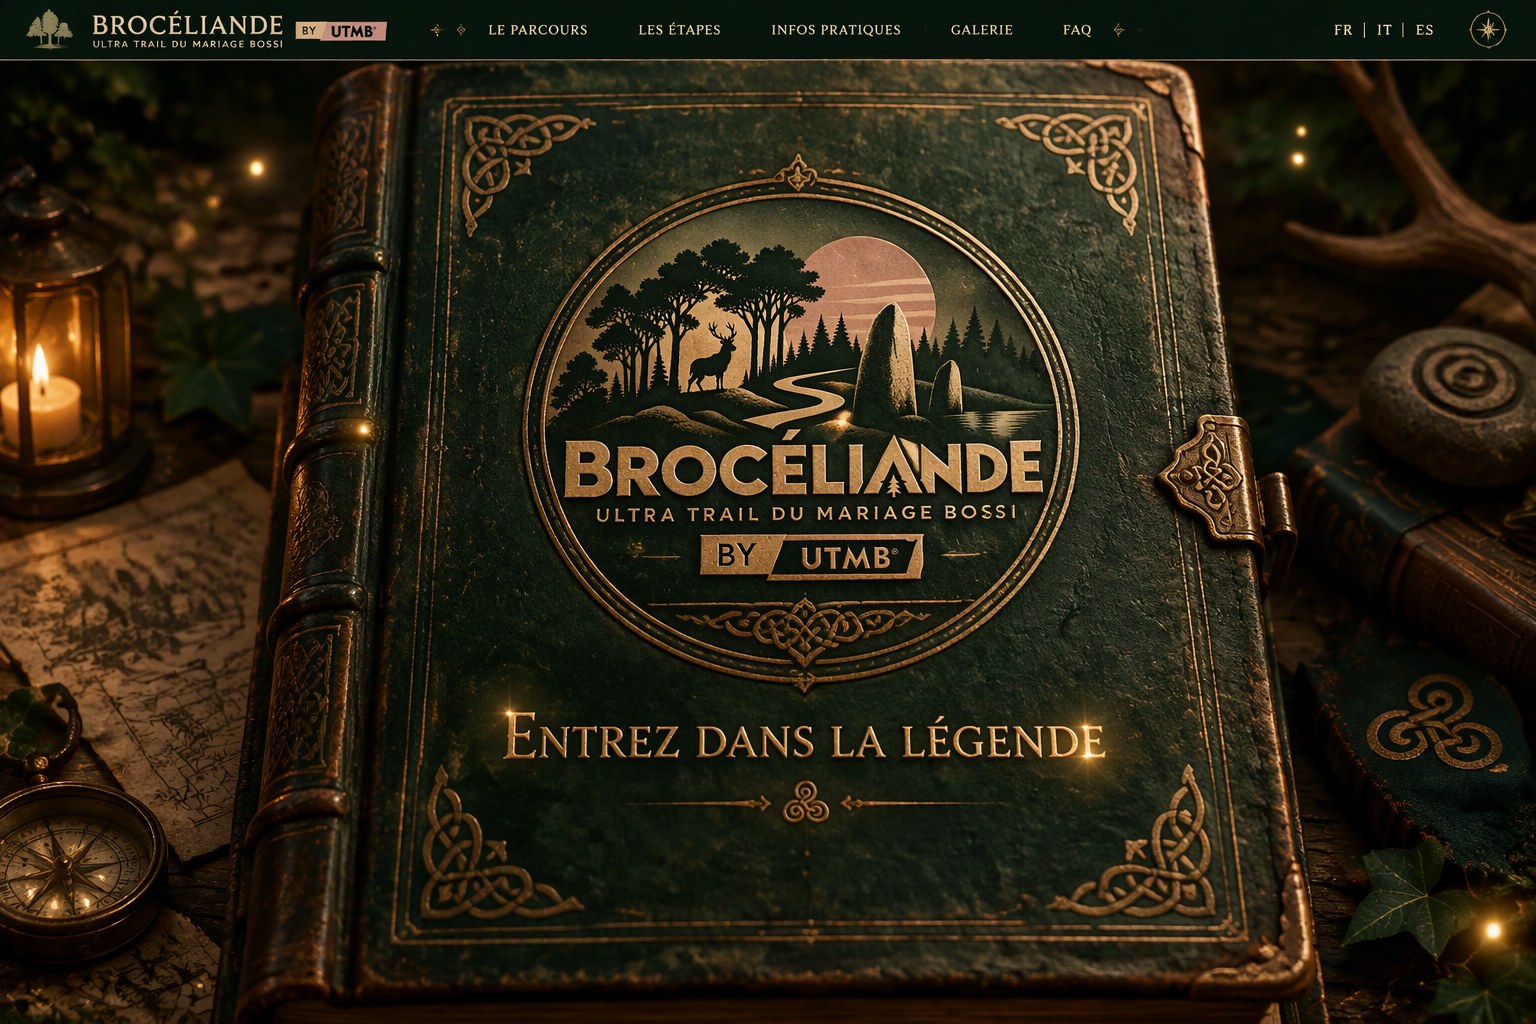 BROCÉLIANDE BY UTMB®
ULTRA TRAIL DU MARIAGE BOSSI
LE PARCOURS
LES ÉTAPES
INFOS PRATIQUES
GALERIE
FAQ
FR | IT | ES
BROCÉLIANDE
ULTRA TRAIL DU MARIAGE BOSSI
BY UTMB®
ENTREZ DANS LA LÉGENDE